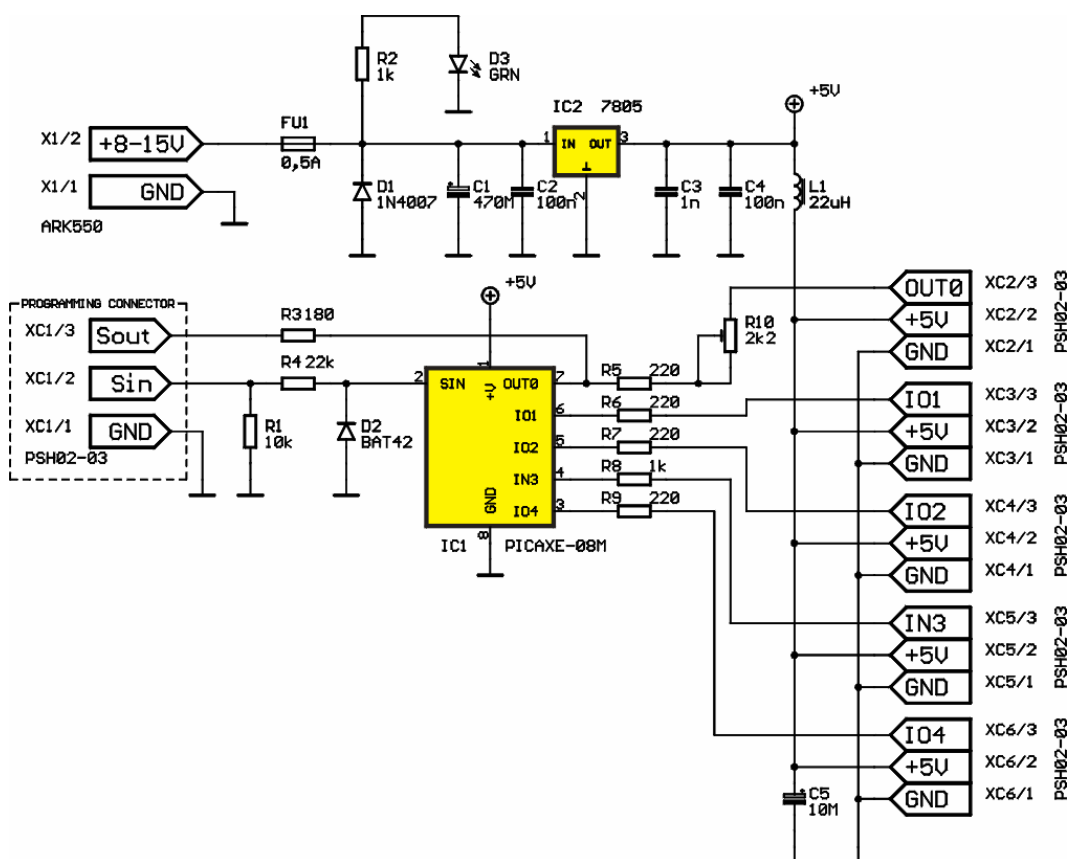 R2
1k
D3
GRN
+5V
IC2 7805
X1/2
+8-15V
FU1
0,5A
1
IN
OUT
3
2
X1/1
GND
ARK550
D1
1N4007
C1
470M
C2
100n
C3
1n
C4
100n
L1
22uH
PROGRAMMING CONNECTOR
XC1/3
Sout
R3 180
+5V
XC1/2
Sin
R4 22k
XC1/1
GND
PSH02-03
R1
10k
D2
BAT42
2
SIN
1
+V
OUT0
7
IO1
6
IO2
5
IN3
4
IO4
3
GND
8
IC1
PICAXE-08M
R5
220
R6
220
R7
220
R8
1k
R9
220
R10
2k2
OUT0
XC2/3
+5V
XC2/2
GND
XC2/1
PSH02-03
IO1
XC3/3
+5V
XC3/2
GND
XC3/1
PSH02-03
IO2
XC4/3
+5V
XC4/2
GND
XC4/1
PSH02-03
IN3
XC5/3
+5V
XC5/2
GND
XC5/1
PSH02-03
IO4
XC6/3
+5V
XC6/2
GND
XC6/1
PSH02-03
C5
10M